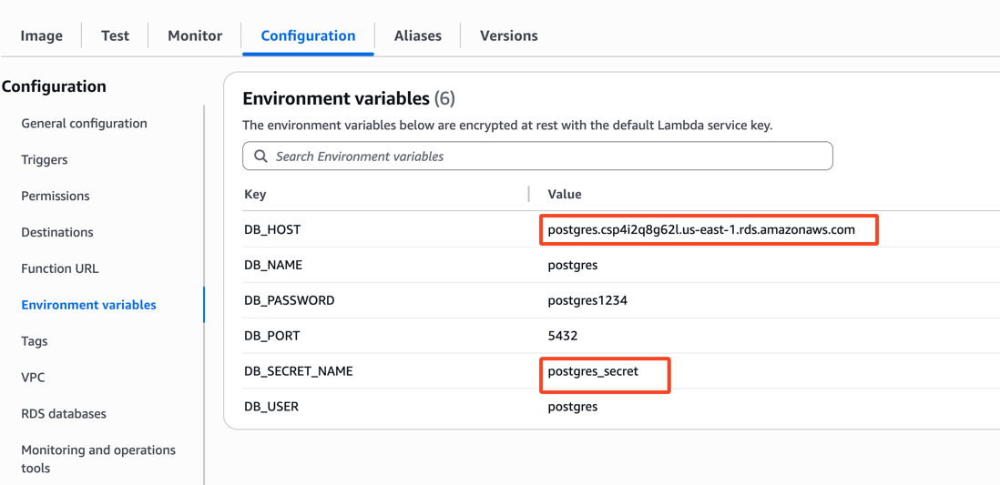 Image Test Monitor Configuration Aliases Versions
Configuration
General configuration
Triggers
Permissions
Destinations
Function URL
Environment variables
Tags
VPC
RDS databases
Monitoring and operations
tools
Environment variables (6)
The environment variables below are encrypted at rest with the default Lambda service key.
Search Environment variables
Key Value
DB_HOST postgres.csp4i2q8g62l.us-east-1.rds.amazonaws.com
DB_NAME postgres
DB_PASSWORD postgres1234
DB_PORT 5432
DB_SECRET_NAME postgres_secret
DB_USER postgres